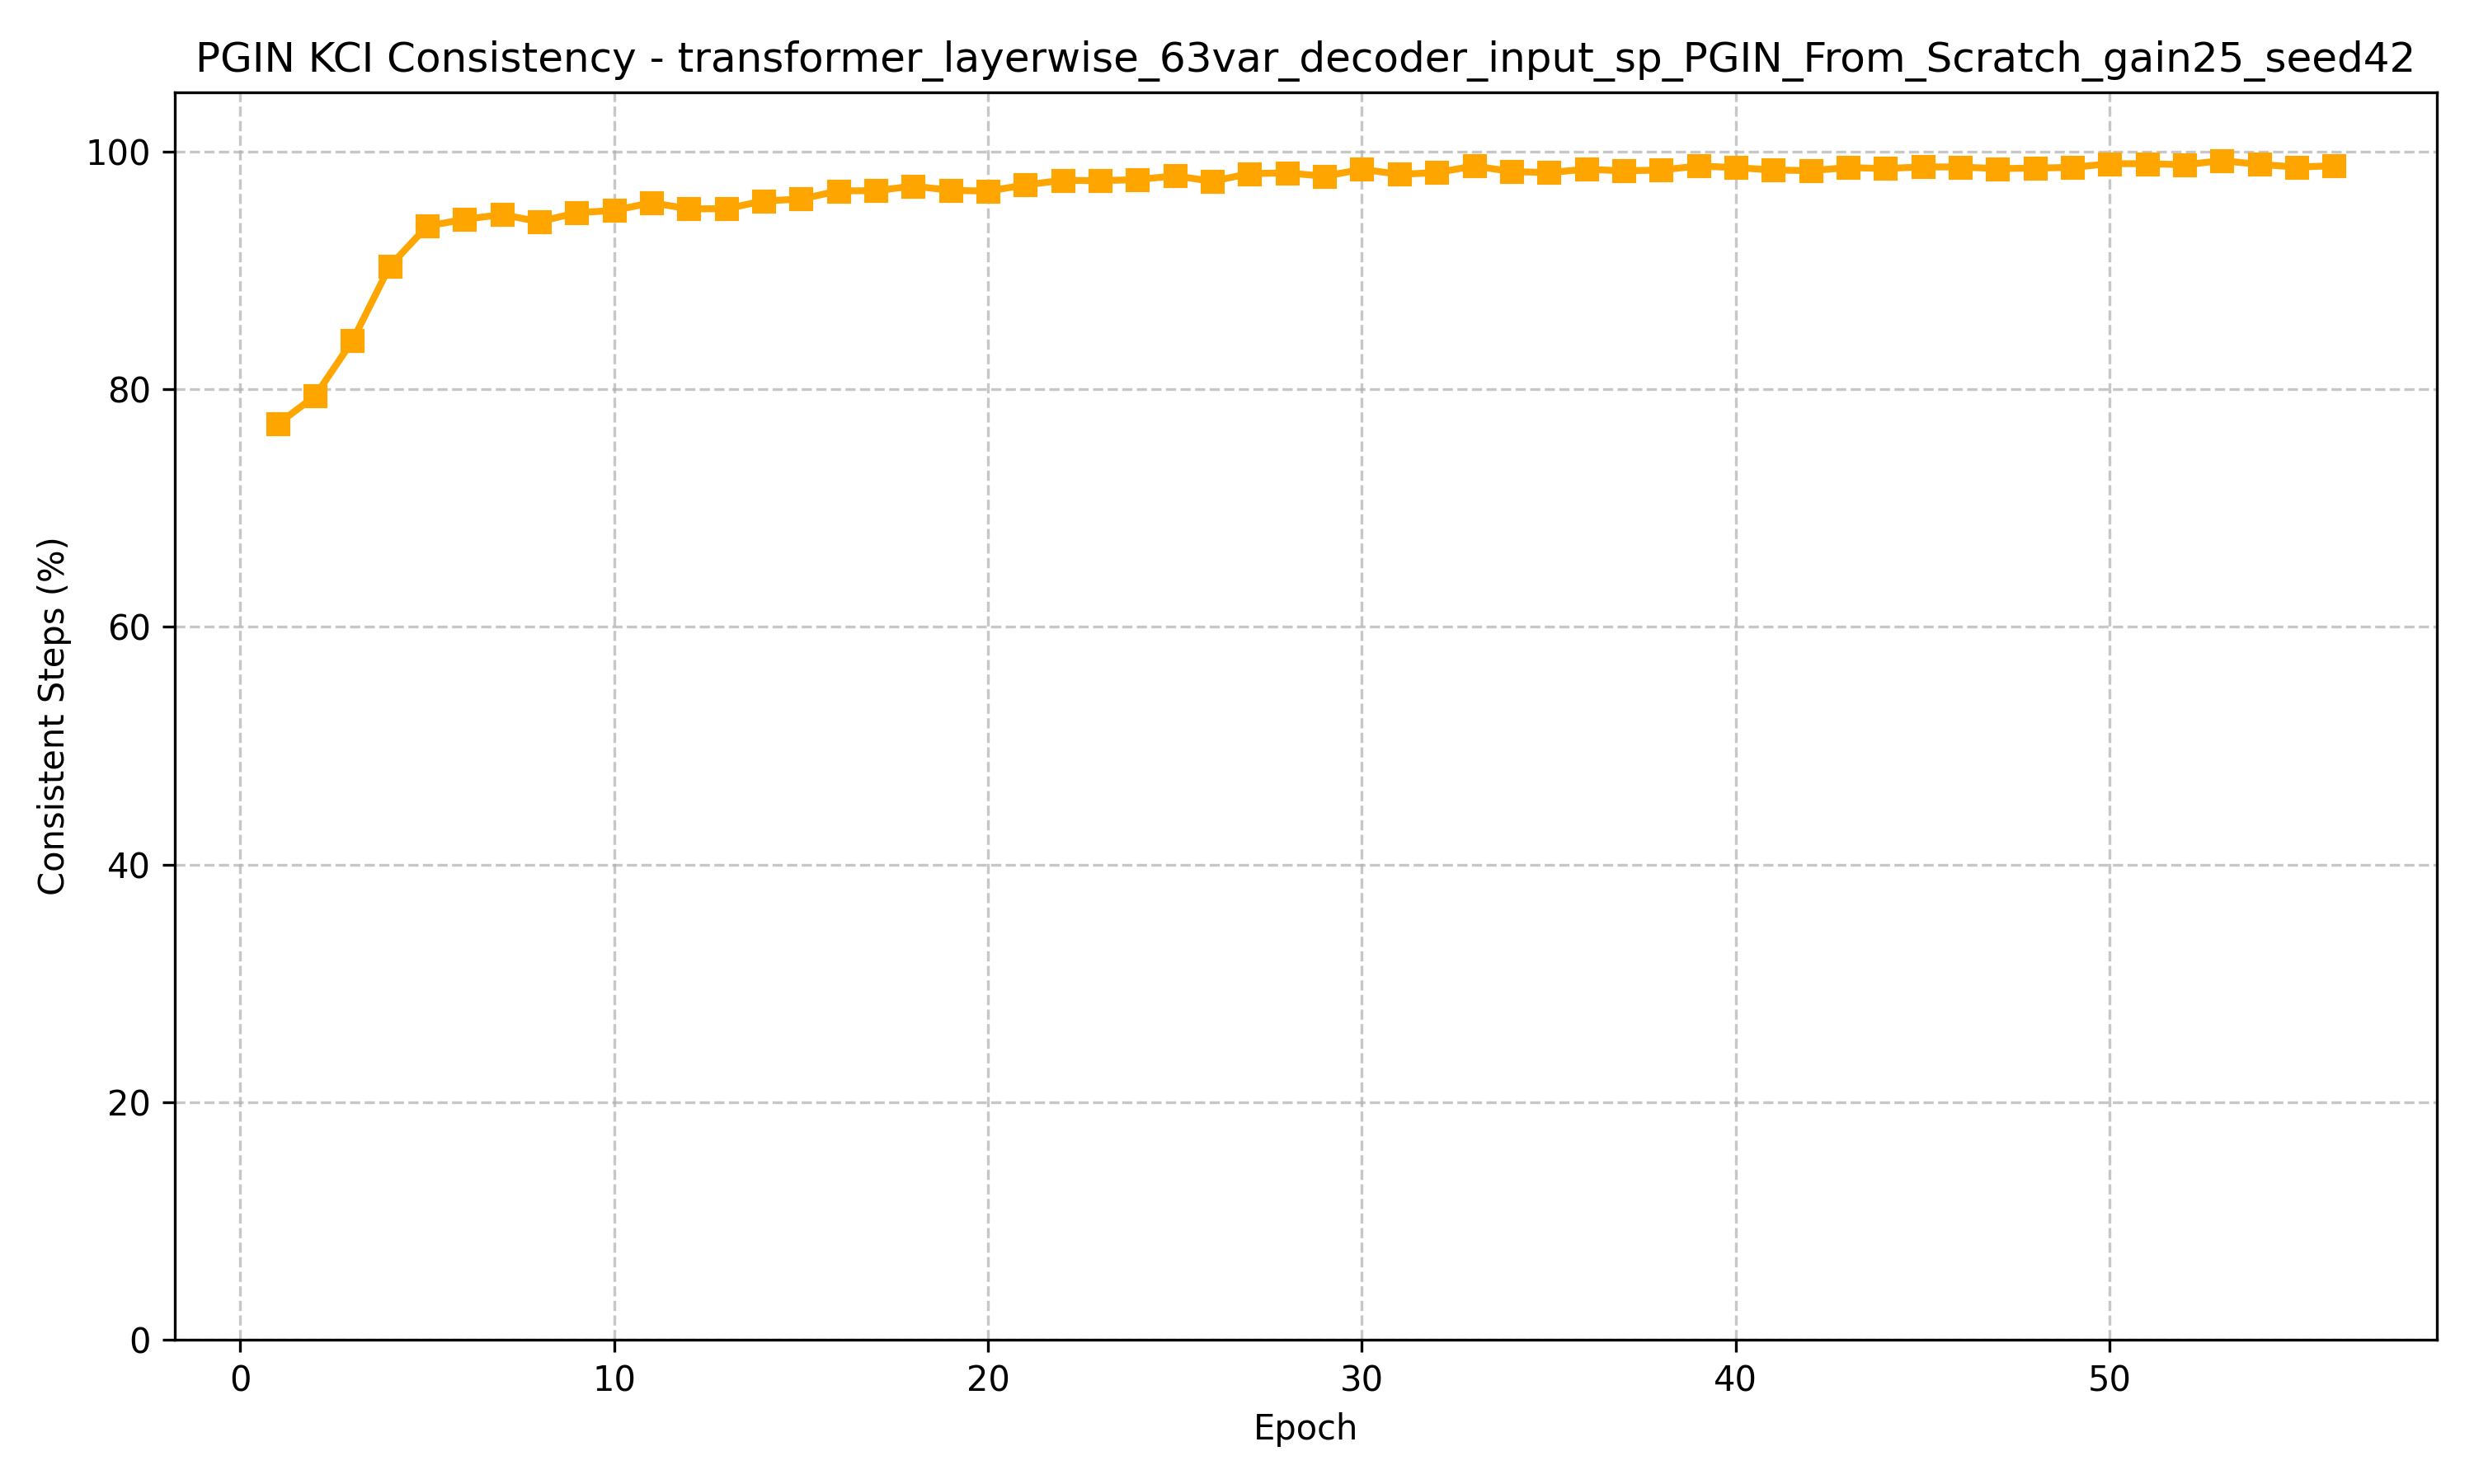 PGIN KCI Consistency - transformer_layerwise_63var_decoder_input_sp_PGIN_From_Scratch_gain25_seed42
100
80
60
40
20
0
Consistent Steps (%)
0 10 20 30 40 50
Epoch